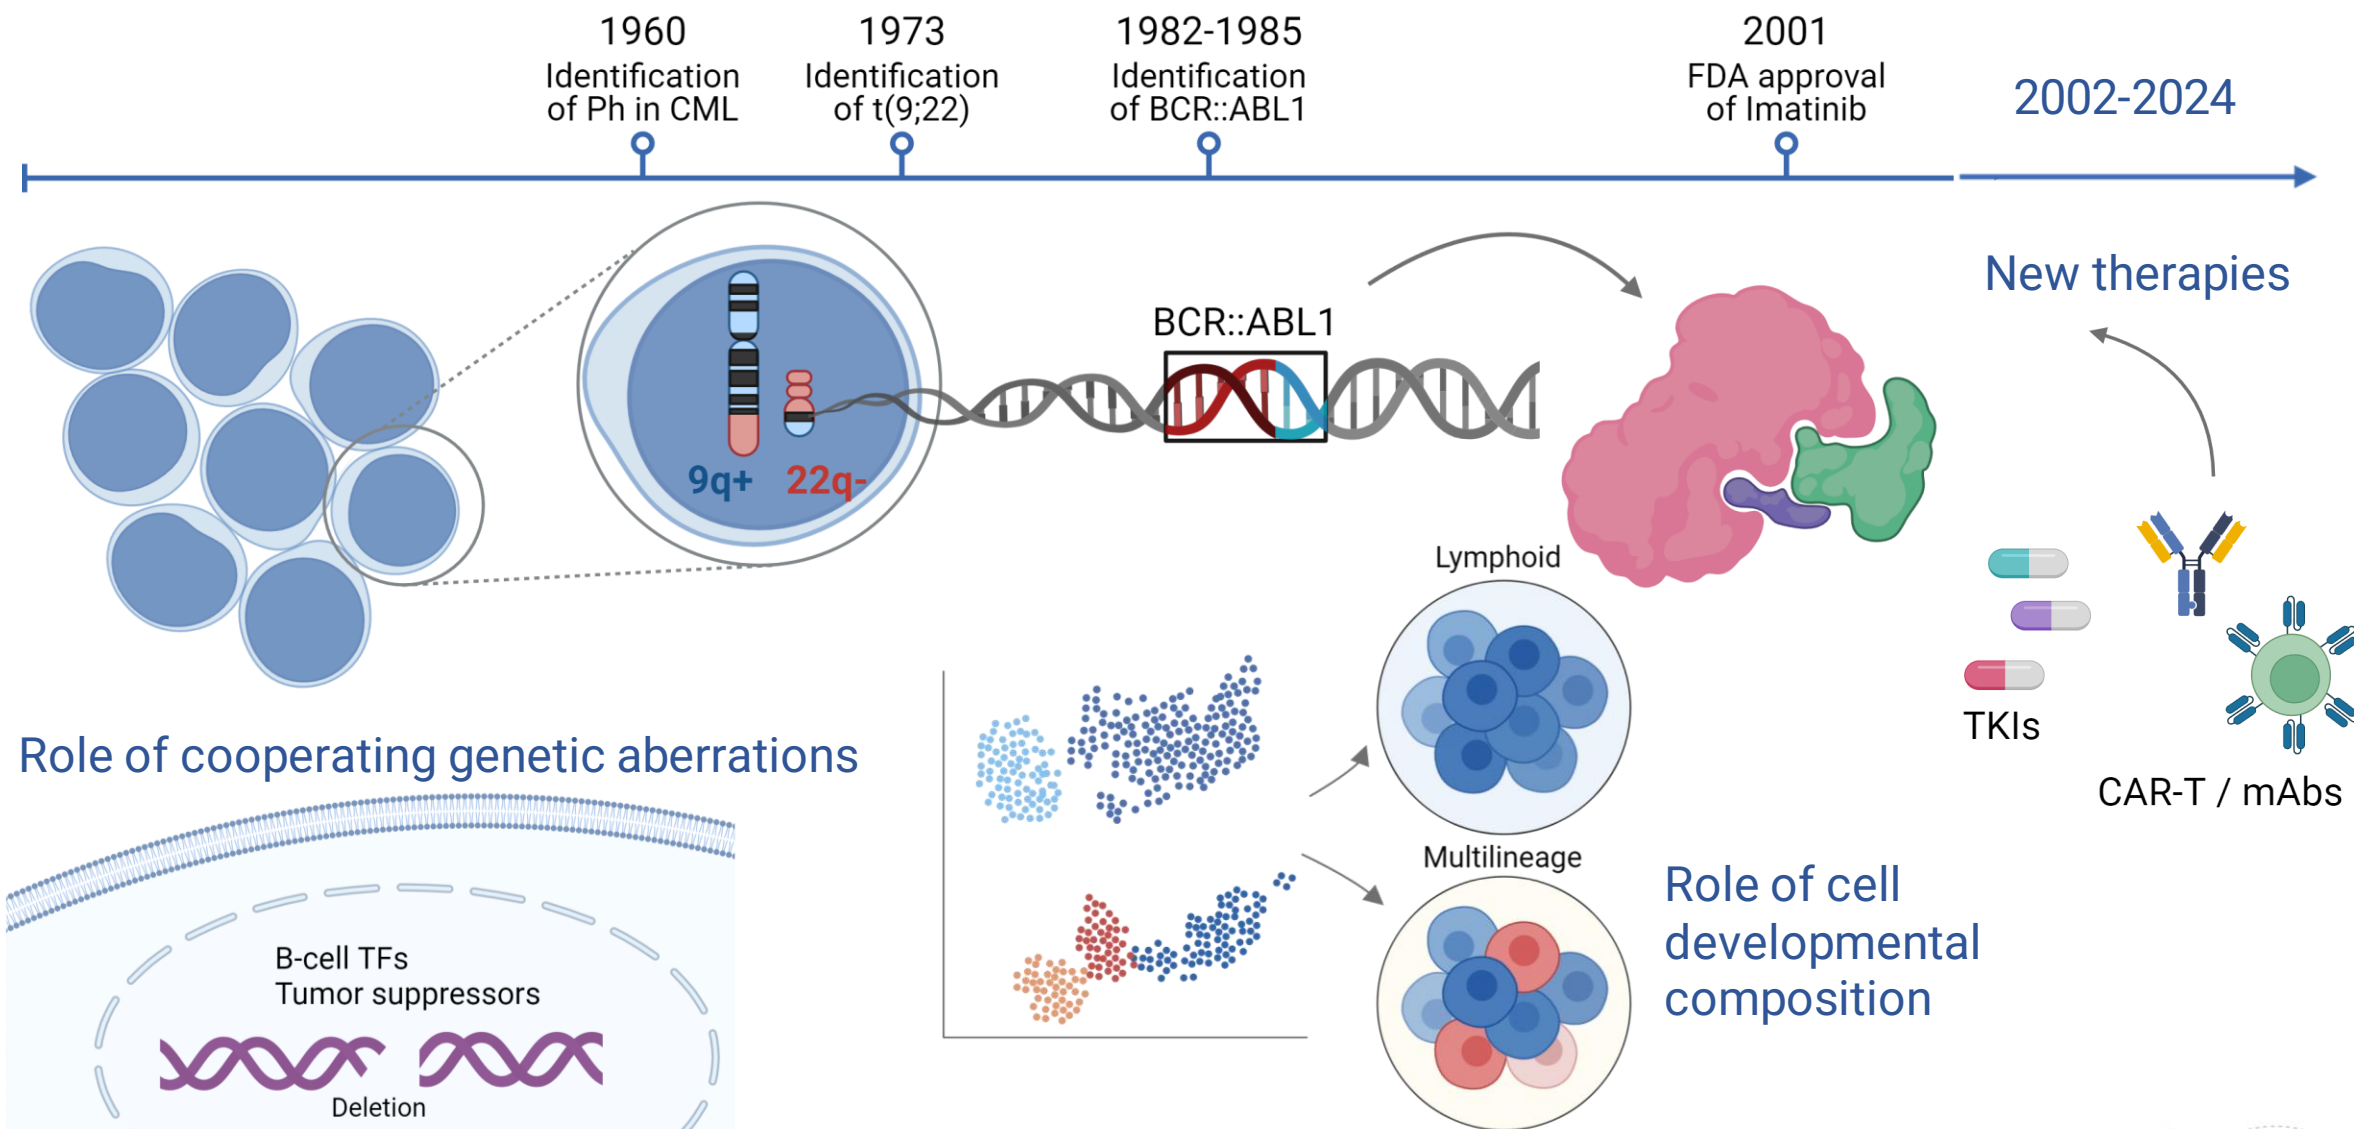 1960
Identification
of Ph in CML
1973
Identification
of t(9;22)
1982-1985
Identification
of BCR::ABL1
2001
FDA approval
of Imatinib
2002-2024
New therapies
BCR::ABL1
9q+
22q-
Lymphoid
TKIs
CAR-T / mAbs
Role of cooperating genetic aberrations
Multilineage
Role of cell
developmental
composition
B-cell TFs
Tumor suppressors
Deletion